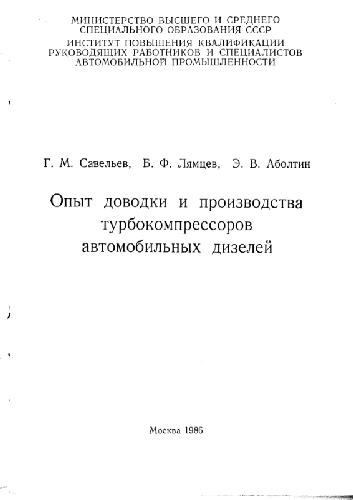 МИНИСТЕРСТВО ВЫСШЕГО И СРЕДНЕГО
СПЕЦИАЛЬНОГО ОБРАЗОВАНИЯ СССР
ИНСТИТУТ ПОВЫШЕНИЯ КВАЛИФИКАЦИИ
РУКОВОДЯЩИХ РАБОТНИКОВ И СПЕЦИАЛИСТОВ
АВТОМОБИЛЬНОЙ ПРОМЫШЛЕННОСТИ
Г. М. Савельев, Б. Ф. Лямцев, Э. В. Аболтин
Опыт доводки и производства
турбокомпрессоров
автомобильных дизелей
Москва 1986